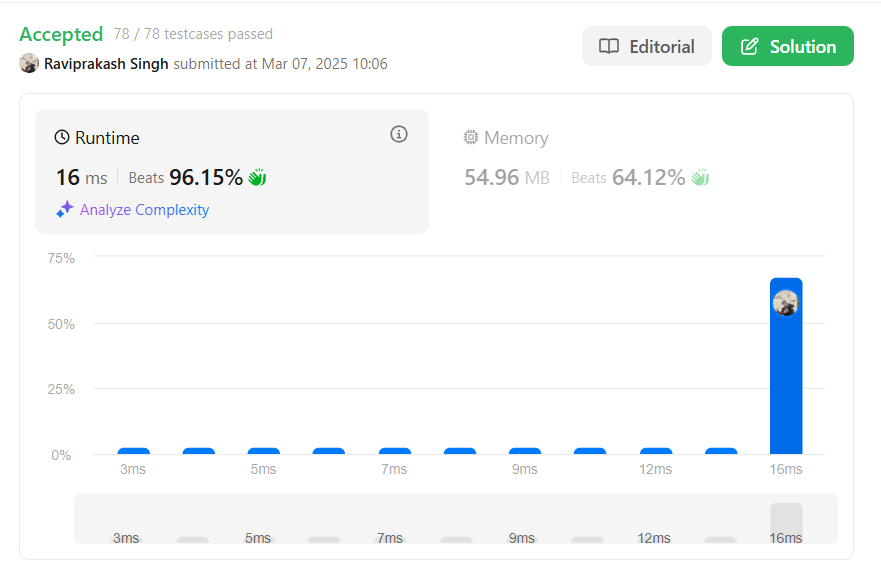 Accepted 78 / 78 testcases passed
Raviprakash Singh submitted at Mar 07, 2025 10:06
Editorial
Solution
Runtime
16 ms Beats 96.15%
Analyze Complexity
Memory
54.96 MB Beats 64.12%
75%
50%
25%
0%
3ms 5ms 7ms 9ms 12ms 16ms
3ms 5ms 7ms 9ms 12ms 16ms